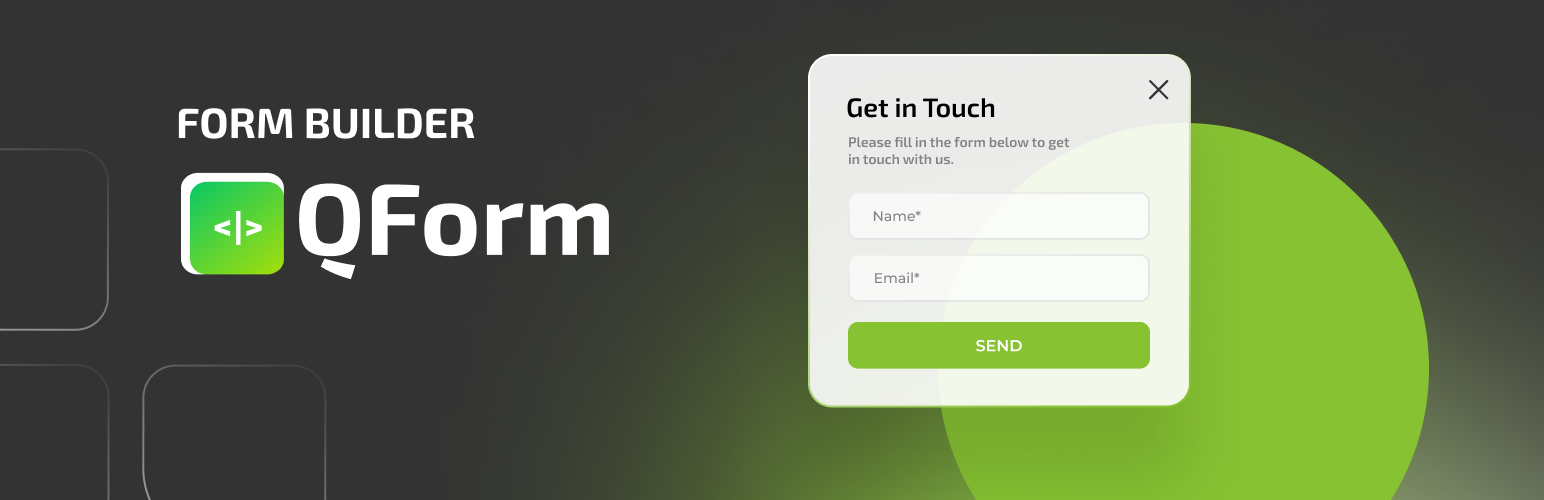 FORM BUILDER
<|>
QForm
Get in Touch
Please fill in the form below to get
in touch with us.
Name*
Email*
SEND